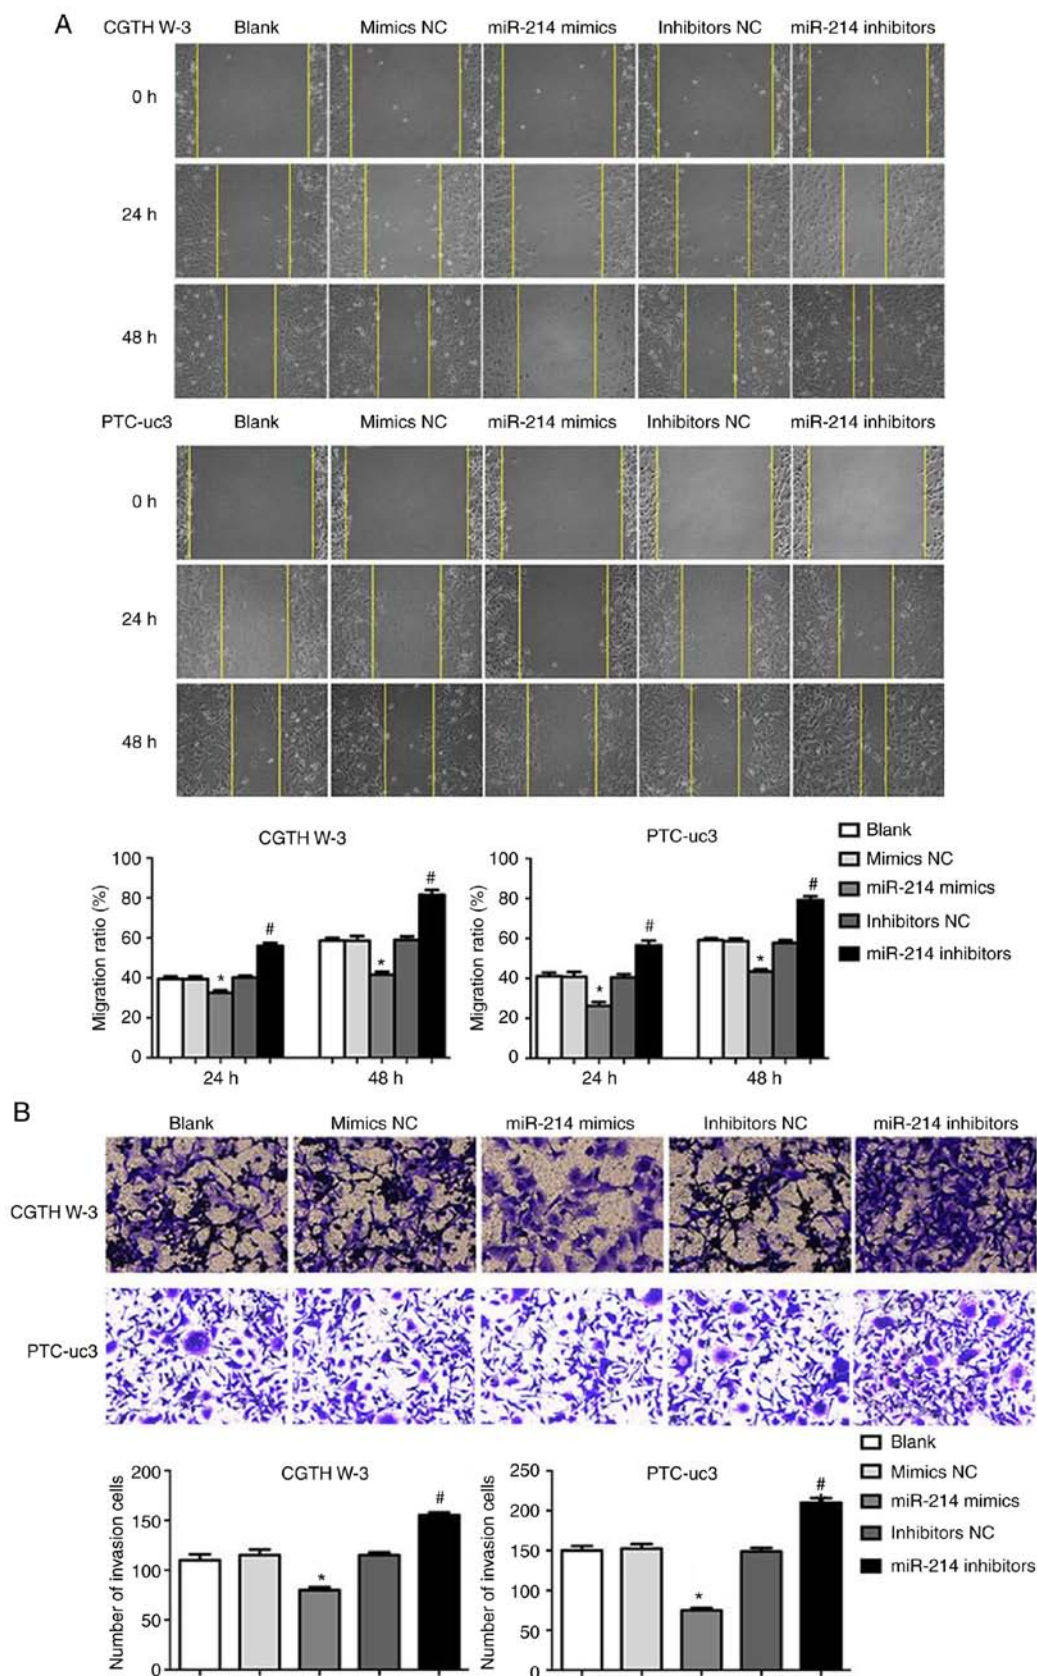 A
CGTH W-3 Blank Mimics NC miR-214 mimics Inhibitors NC miR-214 inhibitors
0 h
24 h
48 h
PTC-uc3 Blank Mimics NC miR-214 mimics Inhibitors NC miR-214 inhibitors
0 h
24 h
48 h
CGTH W-3
Migration ratio (%)
100
80
60
40
20
0
* # * #
24 h 48 h
PTC-uc3
Migration ratio (%)
100
80
60
40
20
0
* # * #
24 h 48 h
Blank
Mimics NC
miR-214 mimics
Inhibitors NC
miR-214 inhibitors
B
Blank Mimics NC miR-214 mimics Inhibitors NC miR-214 inhibitors
CGTH W-3
PTC-uc3
CGTH W-3
Number of invasion cells
200
150
100
50
0
* #
PTC-uc3
Number of invasion cells
250
200
150
100
50
0
* #
Blank
Mimics NC
miR-214 mimics
Inhibitors NC
miR-214 inhibitors